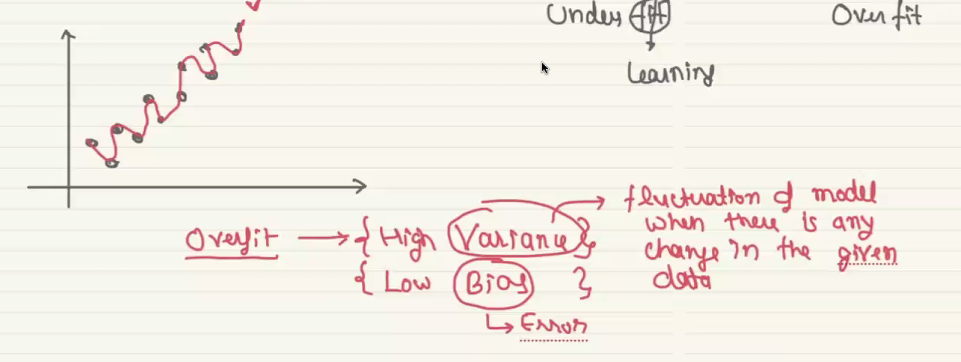 Under fit Over fit
Learning
Overfit → { High Variance }
{ Low Bias }
↳ Error
fluctuation of model
when there is any
change in the given
data